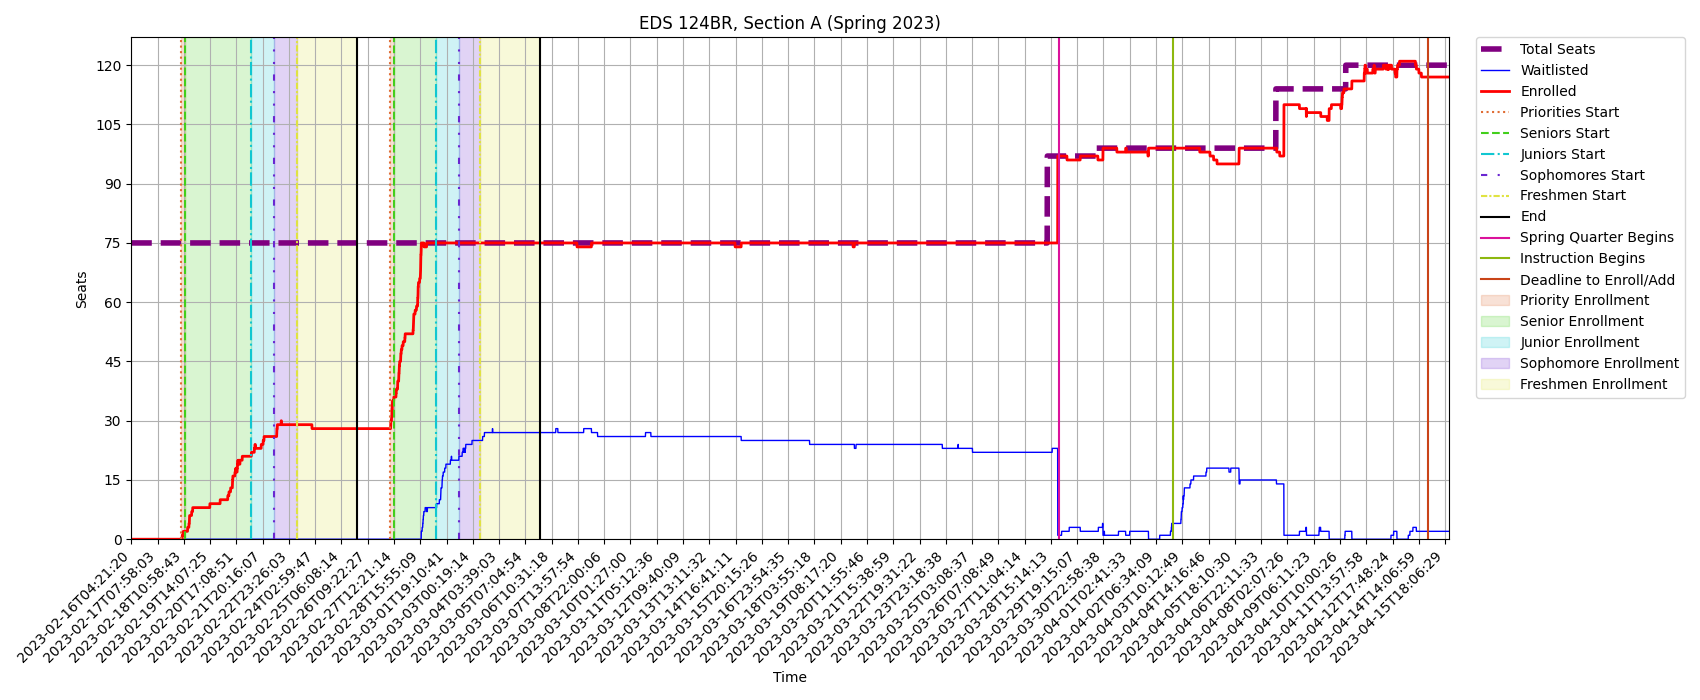 EDS 124BR, Section A (Spring 2023)
Seats
120
105
90
75
60
45
30
15
0
2023-02-16T04:21:20
2023-02-17T07:58:03
2023-02-18T10:58:43
2023-02-19T14:07:25
2023-02-20T17:08:51
2023-02-21T20:16:07
2023-02-22T23:26:03
2023-02-24T02:59:47
2023-02-25T06:08:14
2023-02-26T09:22:27
2023-02-27T12:21:14
2023-02-28T15:55:09
2023-03-01T19:10:41
2023-03-03T00:19:14
2023-03-04T03:39:03
2023-03-05T07:04:54
2023-03-06T10:31:18
2023-03-07T13:57:54
2023-03-08T22:00:06
2023-03-10T01:27:00
2023-03-11T05:12:36
2023-03-12T09:40:09
2023-03-13T13:11:32
2023-03-14T16:41:11
2023-03-15T20:15:26
2023-03-16T23:54:35
2023-03-18T03:55:18
2023-03-19T08:17:20
2023-03-20T11:55:46
2023-03-21T15:38:59
2023-03-22T19:31:22
2023-03-23T23:18:38
2023-03-25T03:08:37
2023-03-26T07:08:49
2023-03-27T11:04:14
2023-03-28T15:14:13
2023-03-29T19:15:07
2023-03-30T22:58:38
2023-04-01T02:41:33
2023-04-02T06:34:09
2023-04-03T10:12:49
2023-04-04T14:16:46
2023-04-05T18:10:30
2023-04-06T22:11:33
2023-04-08T02:07:26
2023-04-09T06:11:23
2023-04-10T10:00:26
2023-04-11T13:57:58
2023-04-12T17:48:24
2023-04-14T14:06:59
2023-04-15T18:06:29
Time
Total Seats
Waitlisted
Enrolled
Priorities Start
Seniors Start
Juniors Start
Sophomores Start
Freshmen Start
End
Spring Quarter Begins
Instruction Begins
Deadline to Enroll/Add
Priority Enrollment
Senior Enrollment
Junior Enrollment
Sophomore Enrollment
Freshmen Enrollment